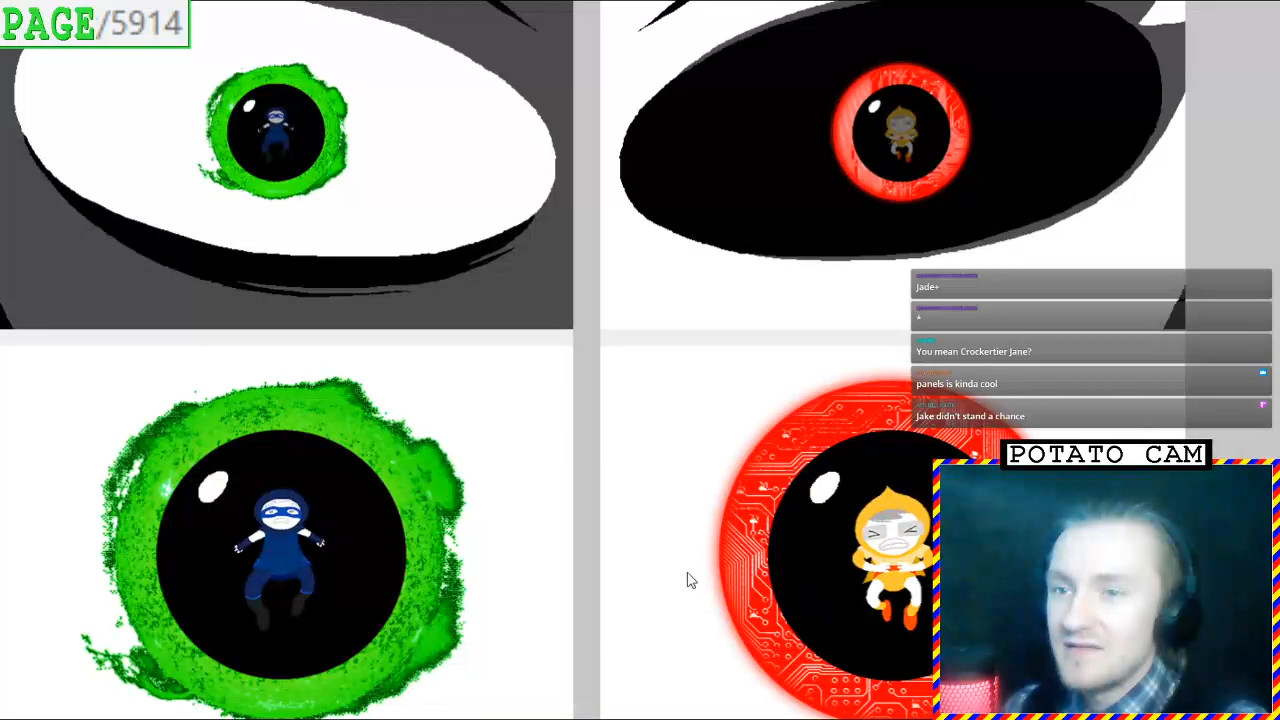 PAGE/5914
Jade+
*
You mean Crockertier Jane?
panels is kinda cool
Jake didn't stand a chance
POTATO CAM